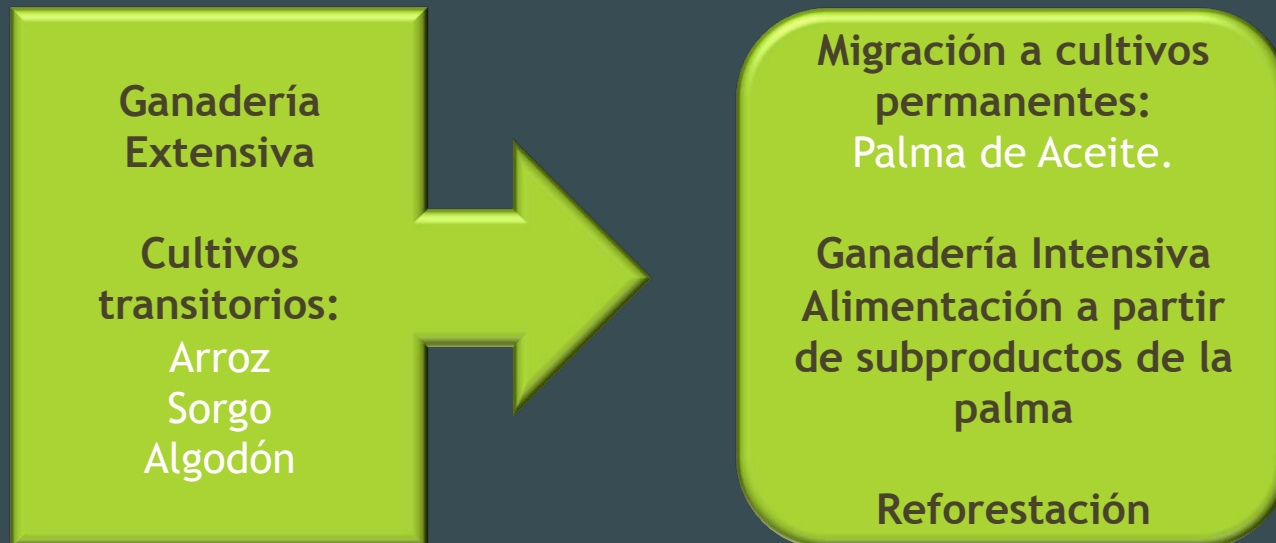 Ganadería
Extensiva
Cultivos
transitorios:
Arroz
Sorgo
Algodón
Migración a cultivos
permanentes:
Palma de Aceite.
Ganadería Intensiva
Alimentación a partir
de subproductos de la
palma
Reforestación